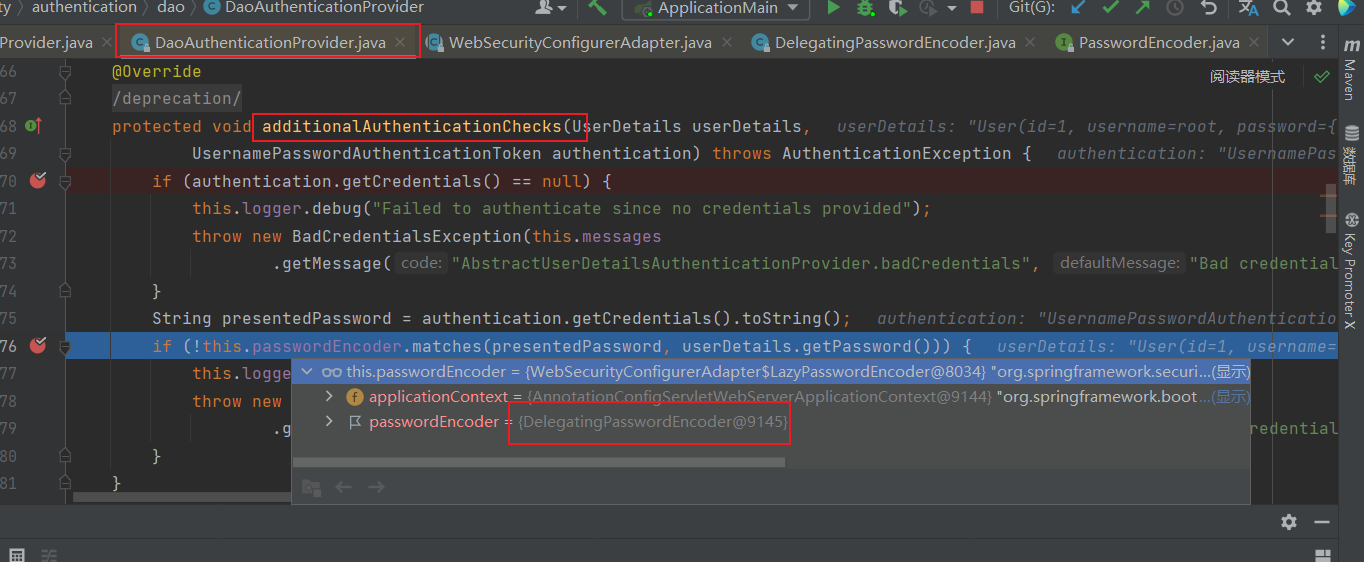 ty › authentication › dao › DaoAuthenticationProvider ApplicationMain Git(G):
Provider.java DaoAuthenticationProvider.java WebSecurityConfigurerAdapter.java DelegatingPasswordEncoder.java PasswordEncoder.java
66 @Override 阅读器模式
67 /deprecation/
68 protected void additionalAuthenticationChecks(UserDetails userDetails, userDetails: "User(id=1, username=root, password={
69 UsernamePasswordAuthenticationToken authentication) throws AuthenticationException { authentication: "UsernamePas
70 if (authentication.getCredentials() == null) {
71 this.logger.debug("Failed to authenticate since no credentials provided");
72 throw new BadCredentialsException(this.messages
73 .getMessage( code: "AbstractUserDetailsAuthenticationProvider.badCredentials", defaultMessage: "Bad credential
74 }
75 String presentedPassword = authentication.getCredentials().toString(); authentication: "UsernamePasswordAuthentication
76 if (!this.passwordEncoder.matches(presentedPassword, userDetails.getPassword())) { userDetails: "User(id=1, username=
77 this.logge
this.passwordEncoder = {WebSecurityConfigurerAdapter$LazyPasswordEncoder@8034} "org.springframework.securi...(显示)
78 throw new
applicationContext = {AnnotationConfigServletWebServerApplicationContext@9144} "org.springframework.boot ...(显示)
79 .g
passwordEncoder = {DelegatingPasswordEncoder@9145}
credential
80 }
81 }
m Maven
数据库
Key Promoter X